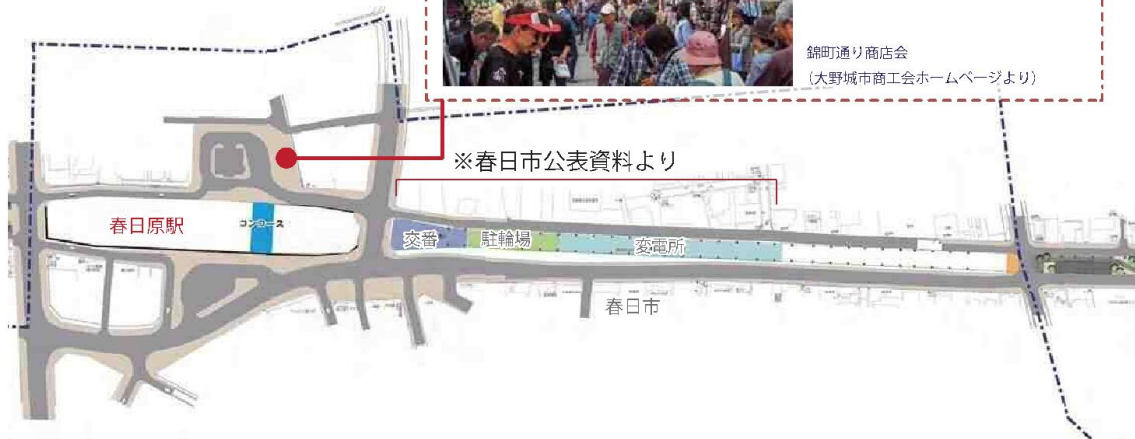 錦町通り商店会
（大野城市商工会ホームページより）
※春日市公表資料より
春日原駅
コンコース
交番
駐輪場
変電所
春日市